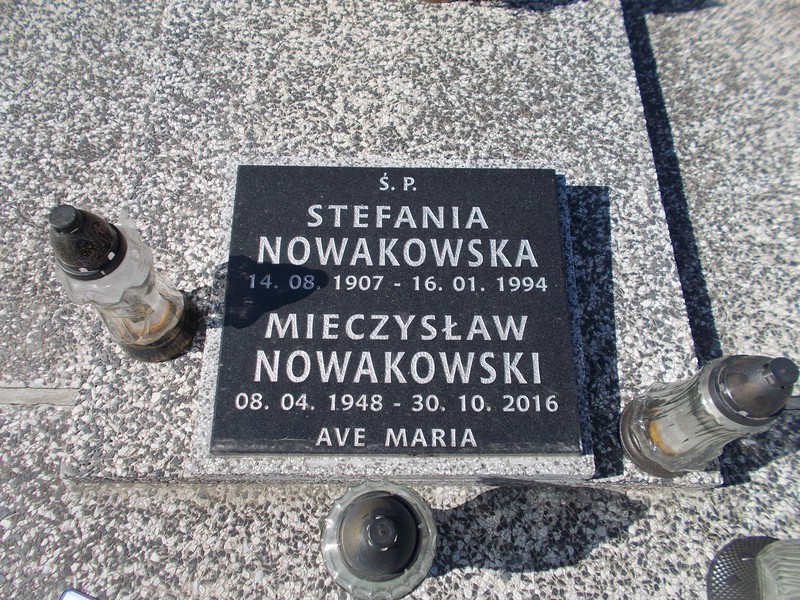 Ś. P.
STEFANIA
NOWAKOWSKA
14. 08. 1907 - 16. 01. 1994
MIECZYSŁAW
NOWAKOWSKI
08. 04. 1948 - 30. 10. 2016
AVE MARIA